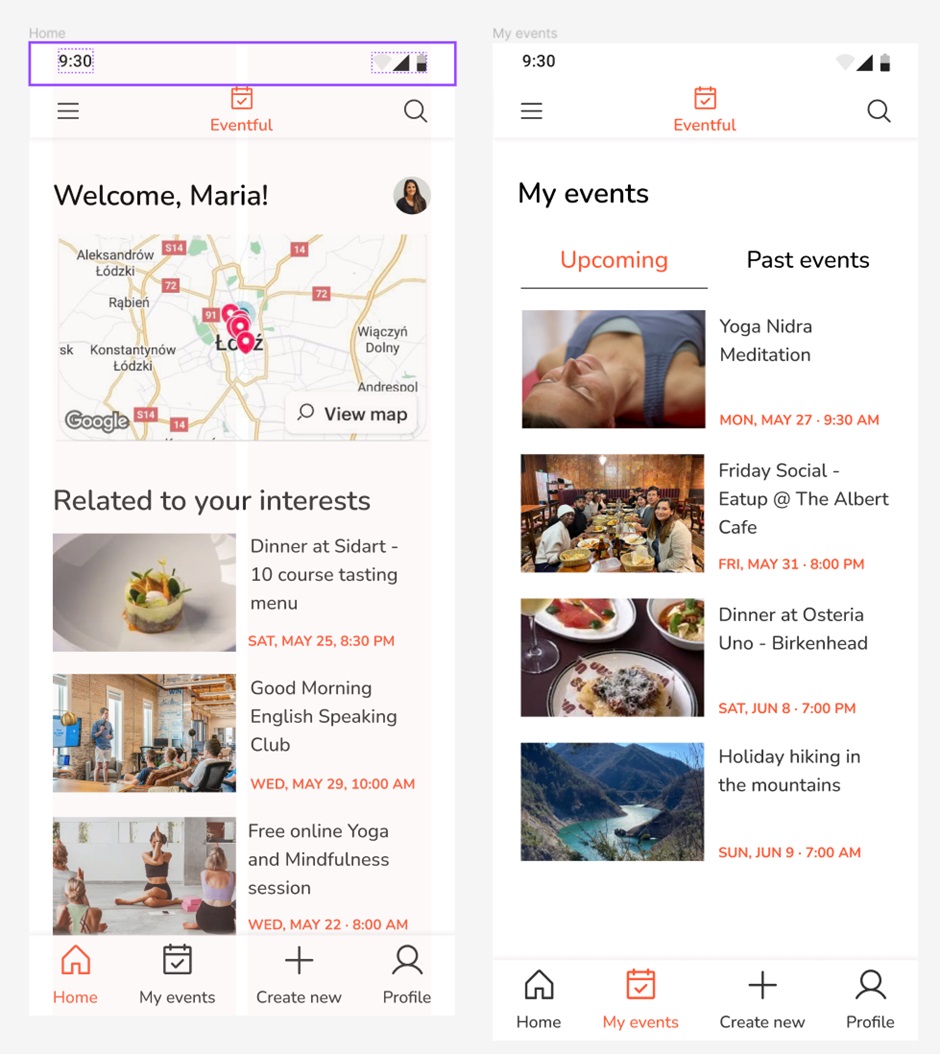 Home
9:30
Eventful
Welcome, Maria!
S14
14
Aleksandrów
Łódzki
72
72
Rąbień
91
Łódź
Wiączyń
Dolny
sk
Konstantynów
Łódzki
Andrespol
Google
S14
14
View map
Related to your interests
Dinner at Sidart -
10 course tasting
menu
SAT, MAY 25, 8:30 PM
Good Morning
English Speaking
Club
WED, MAY 29, 10:00 AM
Free online Yoga
and Mindfulness
session
WED, MAY 22 · 8:00 AM
Home
My events
Create new
Profile
My events
9:30
Eventful
My events
Upcoming
Past events
Yoga Nidra
Meditation
MON, MAY 27 · 9:30 AM
Friday Social -
Eatup @ The Albert
Cafe
FRI, MAY 31 · 8:00 PM
Dinner at Osteria
Uno - Birkenhead
SAT, JUN 8 · 7:00 PM
Holiday hiking in
the mountains
SUN, JUN 9 · 7:00 AM
Home
My events
Create new
Profile